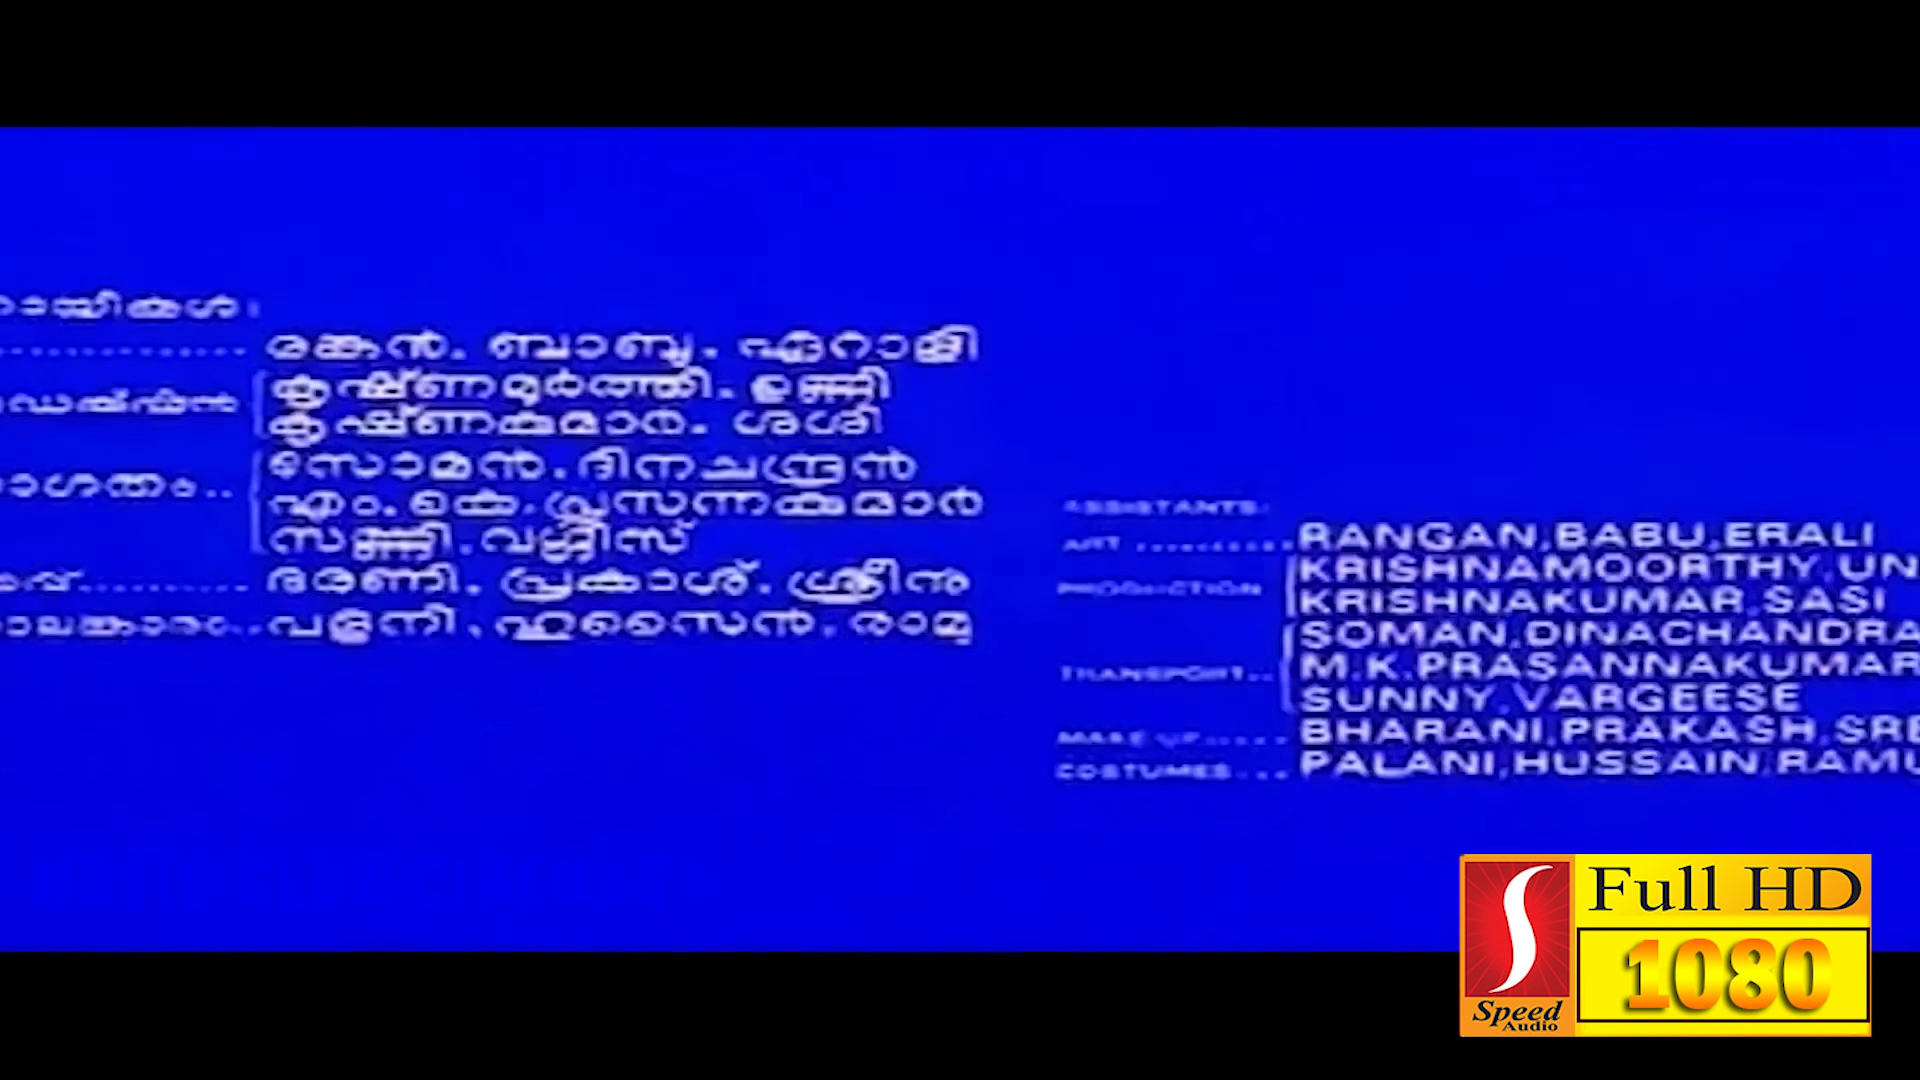 രങ്കൻ. ബാബു. ഏറാളി
കൃഷ്ണമൂർത്തി. ഉണ്ണി
കൃഷ്ണകുമാർ. ശശി
സോമൻ. ദിനചന്ദ്രൻ
എം. കെ. പ്രസന്നകുമാർ
സണ്ണി. വർഗ്ഗീസ്
ഭരണി. പ്രകാശ്. ശ്രീനു
പളനി. ഹുസൈൻ. രാമു
ASSISTANTS:
ART ............RANGAN,BABU,ERALI
PRODUCTION KRISHNAMOORTHY,UN
KRISHNAKUMAR,SASI
SOMAN,DINACHANDRA
TRANSPORT.. M.K.PRASANNAKUMAR
SUNNY,VARGEESE
MAKE UP......BHARANI,PRAKASH,SRE
COSTUMES....PALANI,HUSSAIN,RAMU
Full HD
1080
Speed
Audio